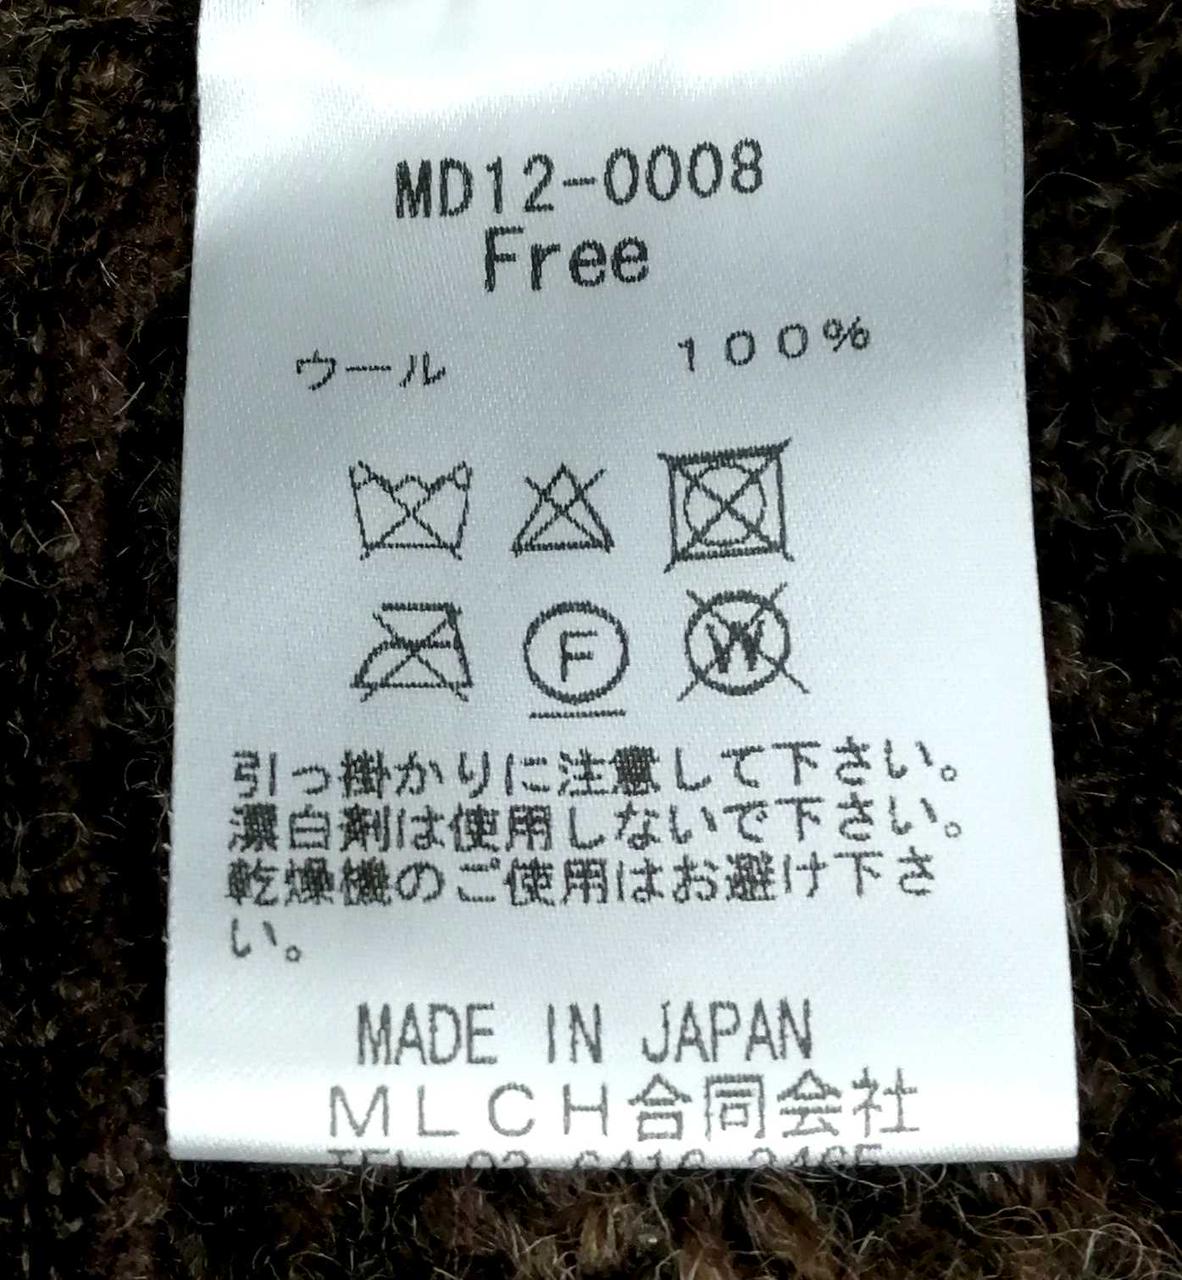 MD12-0008
Free
ウール 100%
F
W
引っ掛かりに注意して下さい。
漂白剤は使用しないで下さい。
乾燥機のご使用はお避け下さ
い。
MADE IN JAPAN
MLCH合同会社
TEL 03